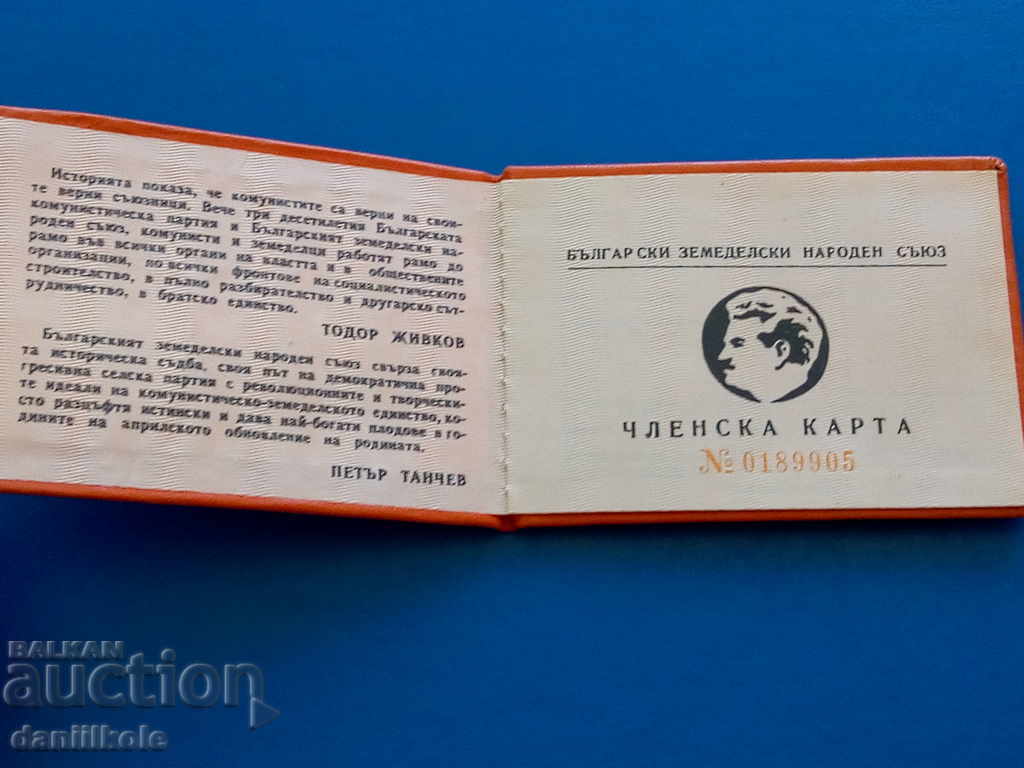 Историята показа, че комунистите са верни на свои-
те верни съюзници. Вече три десетилетия Българската
комунистическа партия и Българският земеделски на-
роден съюз, комунисти и земеделци работят рамо до
рамо във всички органи на властта и в обществените
организации, по всички фронтове на социалистическото
строителство, в пълно разбирателство и другарско сът-
рудничество, в братско единство.
ТОДОР ЖИВКОВ
Българският земеделски народен съюз свърза своя-
та историческа съдба, своя път на демократична про-
гресивна селска партия с революционните и творчески-
те идеали на комунистическо-земеделското единство, ко-
ето разцъфтя истински и дава най-богати плодове в го-
дините на априлското обновление на родината.
ПЕТЪР ТАНЧЕВ
БЪЛГАРСКИ ЗЕМЕДЕЛСКИ НАРОДЕН СЪЮЗ
ЧЛЕНСКА КАРТА
№ 0189905
BALKAN
auction
daniilkole